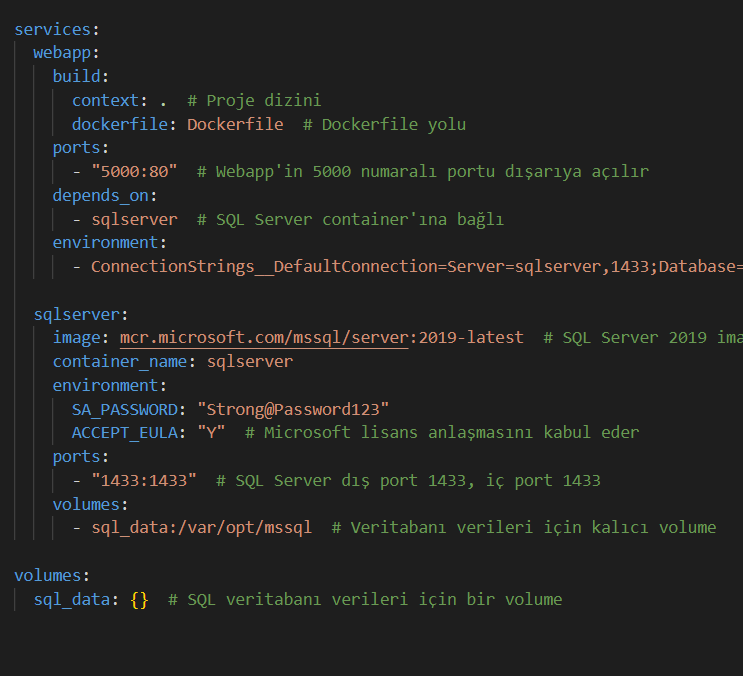 services:
  webapp:
    build:
      context: .  # Proje dizini
      dockerfile: Dockerfile  # Dockerfile yolu
    ports:
      - "5000:80"  # Webapp'in 5000 numaralı portu dışarıya açılır
    depends_on:
      - sqlserver  # SQL Server container'ına bağlı
    environment:
      - ConnectionStrings__DefaultConnection=Server=sqlserver,1433;Database=
  sqlserver:
    image: mcr.microsoft.com/mssql/server:2019-latest  # SQL Server 2019 ima
    container_name: sqlserver
    environment:
      SA_PASSWORD: "Strong@Password123"
      ACCEPT_EULA: "Y"  # Microsoft lisans anlaşmasını kabul eder
    ports:
      - "1433:1433"  # SQL Server dış port 1433, iç port 1433
    volumes:
      - sql_data:/var/opt/mssql  # Veritabanı verileri için kalıcı volume
volumes:
  sql_data: {}  # SQL veritabanı verileri için bir volume